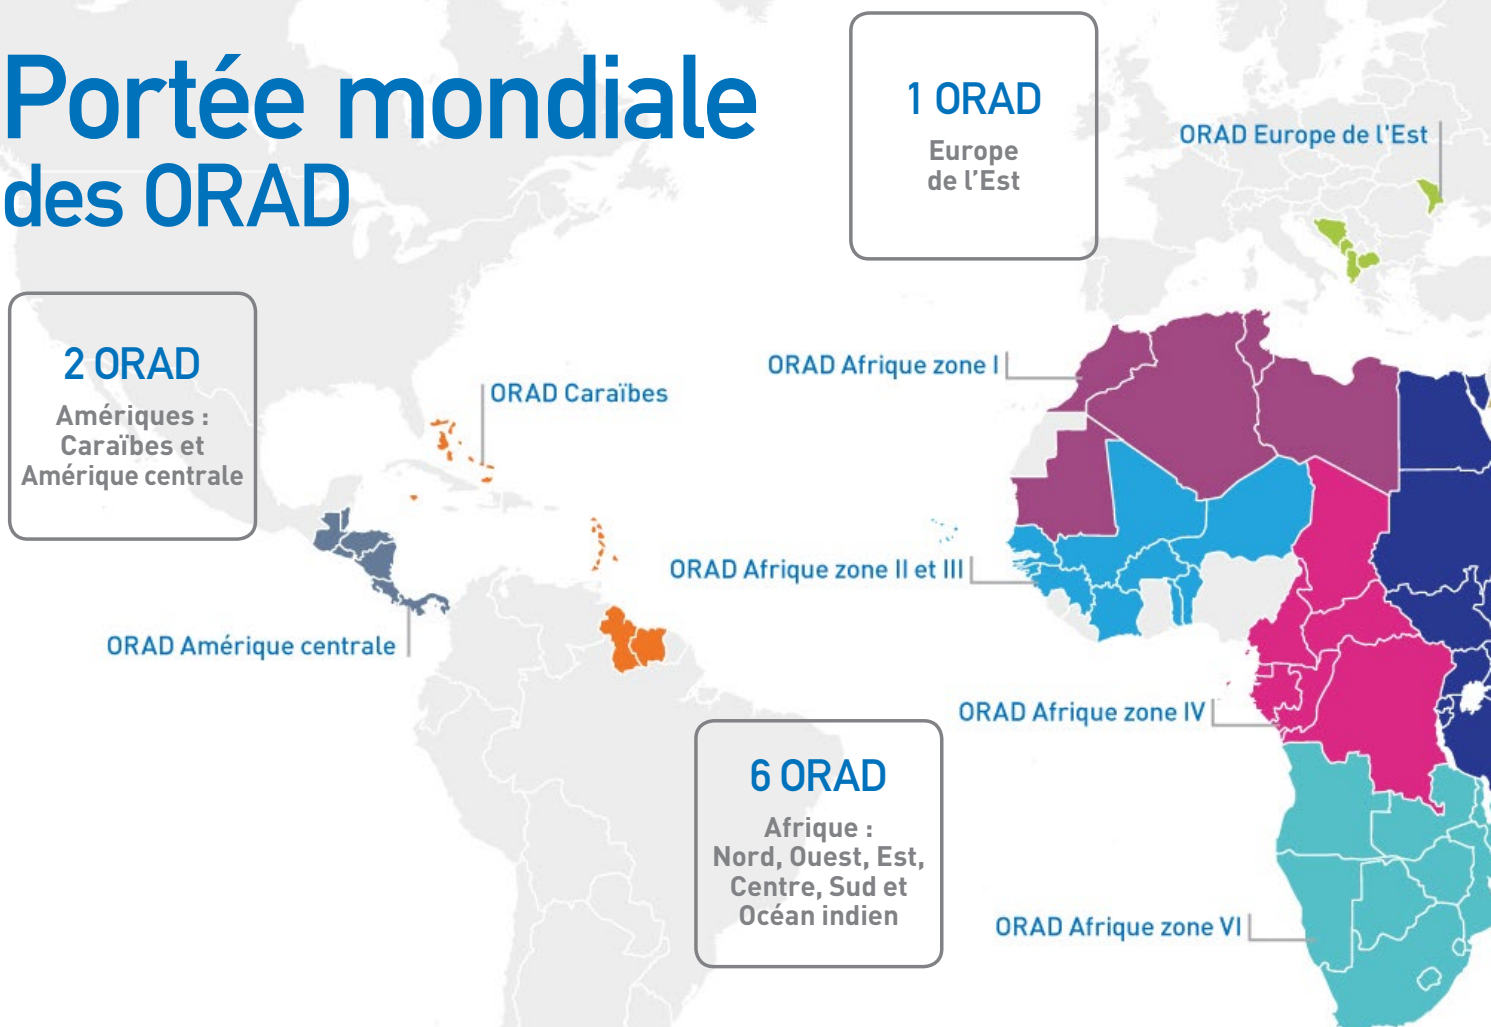 Portée mondiale
des ORAD
1 ORAD
Europe
de l’Est
ORAD Europe de l'Est
2 ORAD
Amériques :
Caraïbes et
Amérique centrale
ORAD Caraïbes
ORAD Afrique zone I
ORAD Afrique zone II et III
ORAD Amérique centrale
ORAD Afrique zone IV
6 ORAD
Afrique :
Nord, Ouest, Est,
Centre, Sud et
Océan indien
ORAD Afrique zone VI